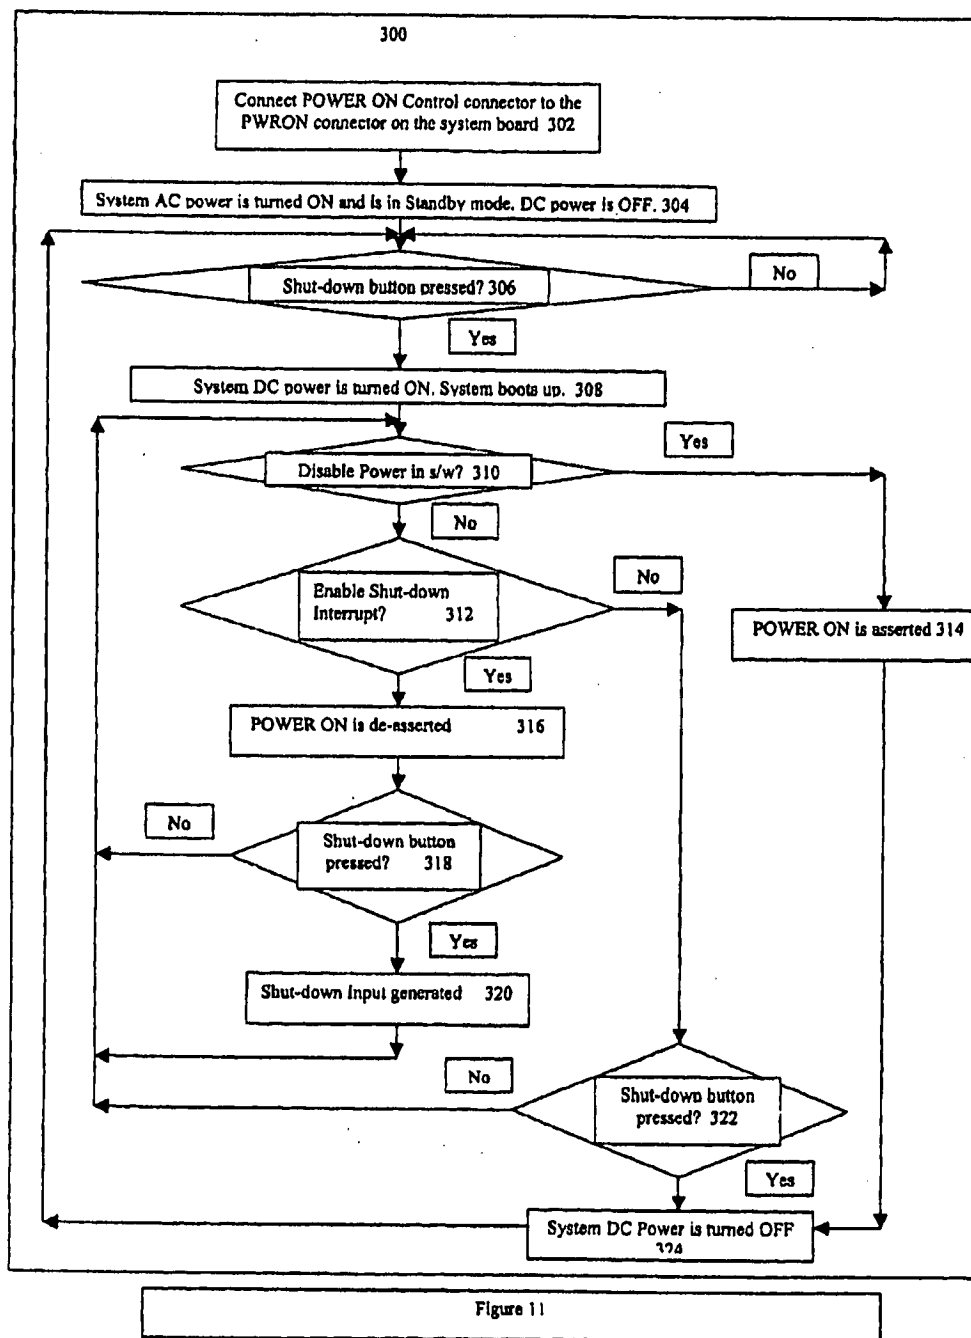 300
Connect POWER ON Control connector to the
PWRON connector on the system board 302
System AC power is turned ON and is in Standby mode. DC power is OFF. 304
Shut-down button pressed? 306
No
Yes
System DC power is turned ON. System boots up. 308
Disable Power in s/w? 310
Yes
No
Enable Shut-down
Interrupt? 312
No
POWER ON is asserted 314
Yes
POWER ON is de-asserted 316
No
Shut-down button
pressed? 318
Yes
Shut-down Input generated 320
No
Shut-down button
pressed? 322
Yes
System DC Power is turned OFF
324
Figure 11